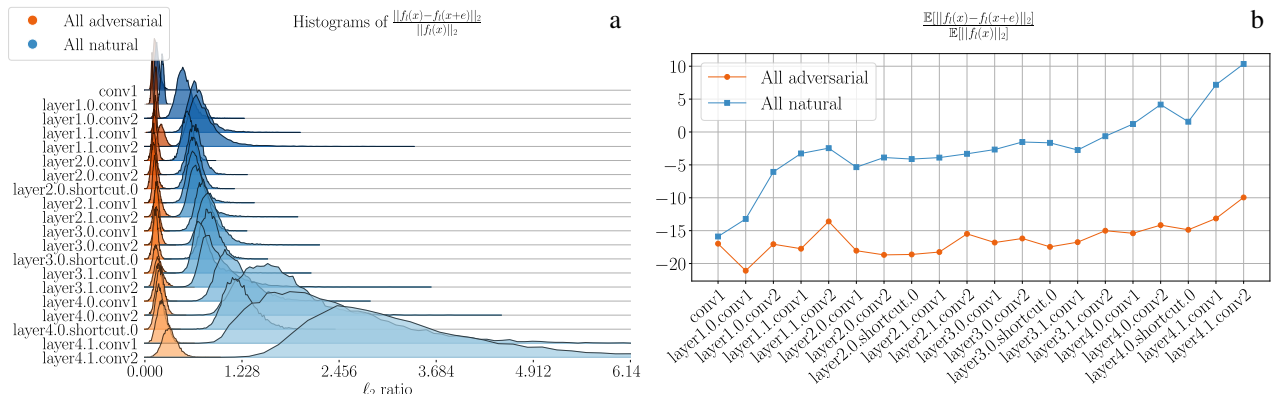 All adversarial
All natural
Histograms of ||f_l(x)−f_l(x+e)||_2 / ||f_l(x)||_2
a
conv1
layer1.0.conv1
layer1.0.conv2
layer1.1.conv1
layer1.1.conv2
layer2.0.conv1
layer2.0.conv2
layer2.0.shortcut.0
layer2.1.conv1
layer2.1.conv2
layer3.0.conv1
layer3.0.conv2
layer3.0.shortcut.0
layer3.1.conv1
layer3.1.conv2
layer4.0.conv1
layer4.0.conv2
layer4.0.shortcut.0
layer4.1.conv1
layer4.1.conv2
0.000 1.228 2.456 3.684 4.912 6.14
ℓ_2 ratio
𝔼[||f_l(x)−f_l(x+e)||_2] / 𝔼[||f_l(x)||_2]
b
All adversarial
All natural
10
5
0
−5
−10
−15
−20
conv1
layer1.0.conv1
layer1.0.conv2
layer1.1.conv1
layer1.1.conv2
layer2.0.conv1
layer2.0.conv2
layer2.0.shortcut.0
layer2.1.conv1
layer2.1.conv2
layer3.0.conv1
layer3.0.conv2
layer3.0.shortcut.0
layer3.1.conv1
layer3.1.conv2
layer4.0.conv1
layer4.0.conv2
layer4.0.shortcut.0
layer4.1.conv1
layer4.1.conv2